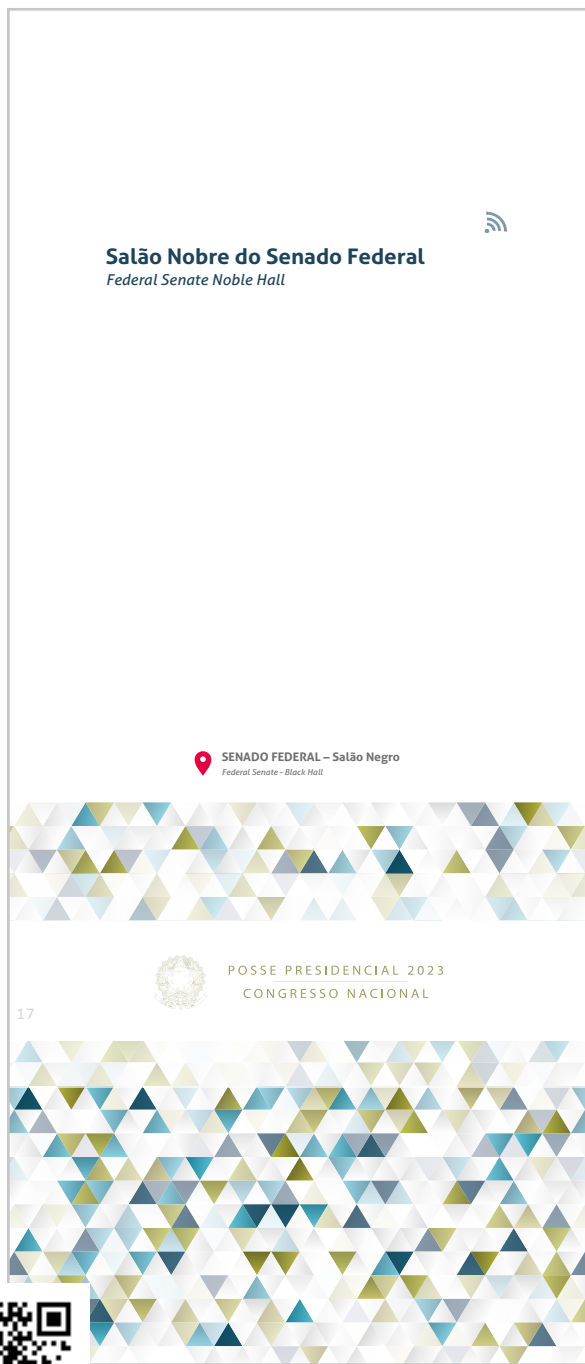 Salão Nobre do Senado Federal
Federal Senate Noble Hall
SENADO FEDERAL – Salão Negro
Federal Senate - Black Hall
POSSE PRESIDENCIAL 2023
CONGRESSO NACIONAL
17